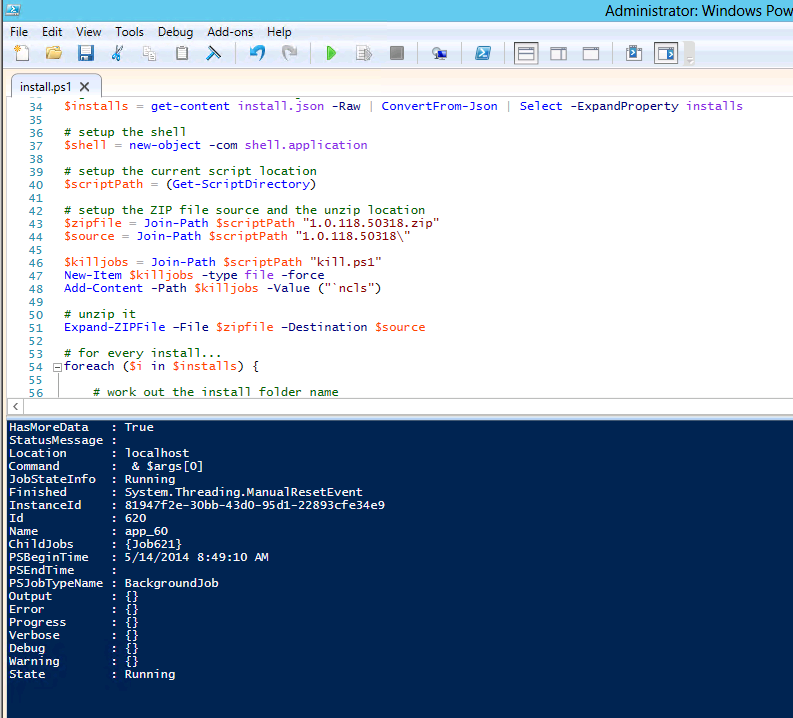 Administrator: Windows Pow
File Edit View Tools Debug Add-ons Help
install.ps1
34 $installs = get-content install.json -Raw | ConvertFrom-Json | Select -ExpandProperty installs
35
36 # setup the shell
37 $shell = new-object -com shell.application
38
39 # setup the current script location
40 $scriptPath = (Get-ScriptDirectory)
41
42 # setup the ZIP file source and the unzip location
43 $zipfile = Join-Path $scriptPath "1.0.118.50318.zip"
44 $source = Join-Path $scriptPath "1.0.118.50318\"
45
46 $killjobs = Join-Path $scriptPath "kill.ps1"
47 New-Item $killjobs -type file -force
48 Add-Content -Path $killjobs -Value ("`ncls")
49
50 # unzip it
51 Expand-ZIPFile -File $zipfile -Destination $source
52
53 # for every install...
54 foreach ($i in $installs) {
55
56 # work out the install folder name
HasMoreData : True
StatusMessage :
Location : localhost
Command : & $args[0]
JobStateInfo : Running
Finished : System.Threading.ManualResetEvent
InstanceId : 81947f2e-30bb-43d0-95d1-22893cfe34e9
Id : 620
Name : app_60
ChildJobs : {Job621}
PSBeginTime : 5/14/2014 8:49:10 AM
PSEndTime :
PSJobTypeName : BackgroundJob
Output : {}
Error : {}
Progress : {}
Verbose : {}
Debug : {}
Warning : {}
State : Running